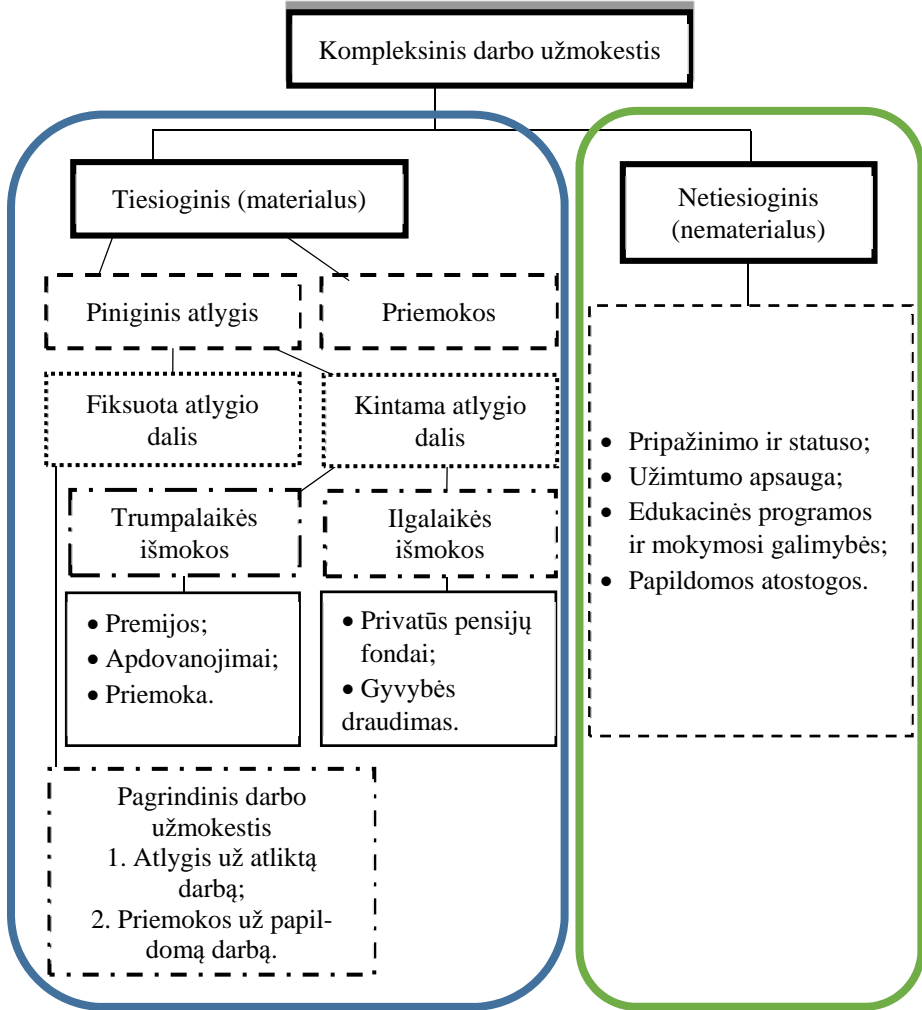 Kompleksinis darbo užmokestis
Tiesioginis (materialus)
Netiesioginis
(nematerialus)
Piniginis atlygis
Priemokos
Fiksuota atlygio
dalis
Kintama atlygio
dalis
Trumpalaikės
išmokos
Ilgalaikės
išmokos
• Premijos;
• Apdovanojimai;
• Priemoka.
• Privatūs pensijų
fondai;
• Gyvybės
draudimas.
Pagrindinis darbo
užmokestis
1. Atlygis už atliktą
darbą;
2. Priemokos už papil-
domą darbą.
• Pripažinimo ir statuso;
• Užimtumo apsauga;
• Edukacinės programos
ir mokymosi galimybės;
• Papildomos atostogos.